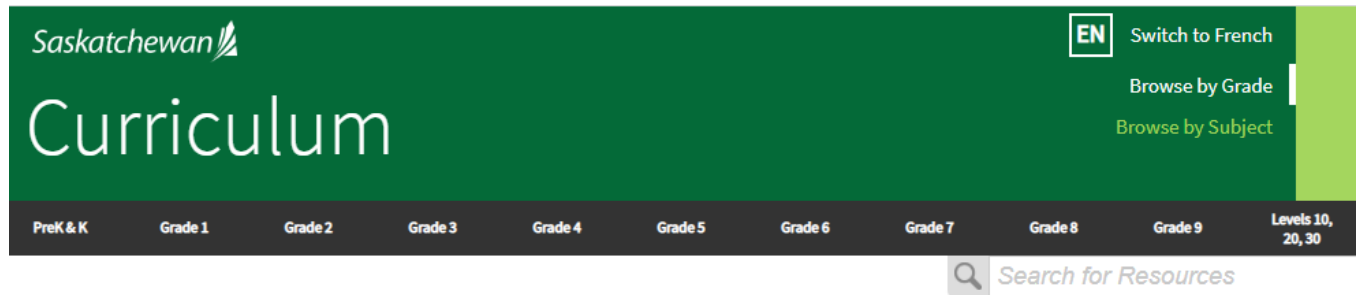 Saskatchewan
EN Switch to French
Browse by Grade
Curriculum
Browse by Subject
PreK & K Grade 1 Grade 2 Grade 3 Grade 4 Grade 5 Grade 6 Grade 7 Grade 8 Grade 9 Levels 10,
20, 30
Search for Resources